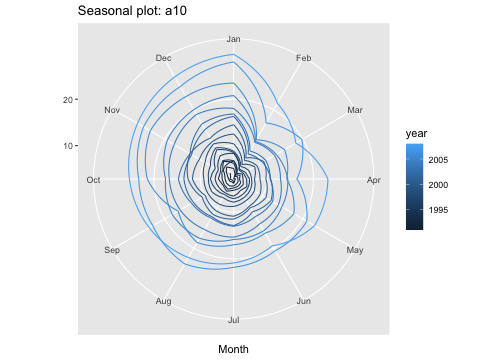 Seasonal plot: a10
Jan
Dec
Feb
Nov
Mar
20
10
Oct
Apr
Sep
May
Aug
Jun
Jul
Month
year
2005
2000
1995